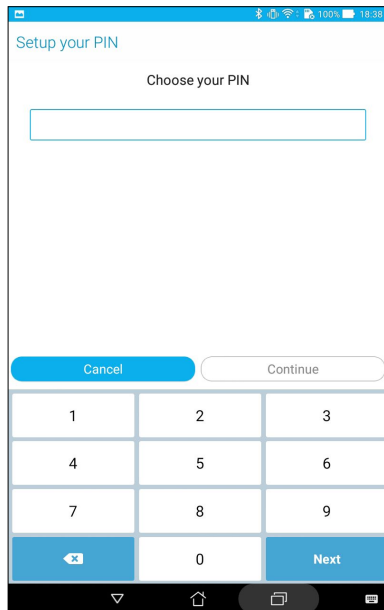 100% 18:38
Setup your PIN
Choose your PIN
Cancel Continue
1 2 3
4 5 6
7 8 9
0 Next